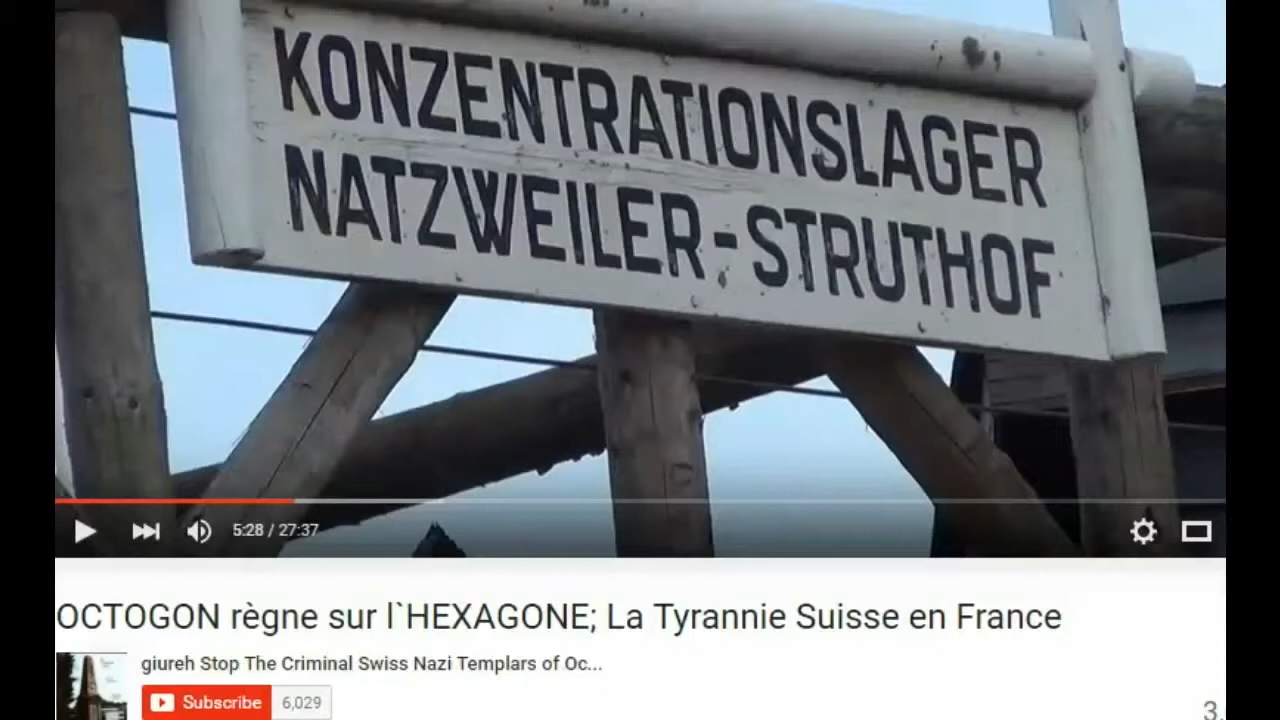 KONZENTRATIONSLAGER
NATZWEILER-STRUTHOF
5:28 / 27:37
OCTOGON règne sur l`HEXAGONE; La Tyrannie Suisse en France
giureh Stop The Criminal Swiss Nazi Templars of Oc...
Subscribe 6,029
3.